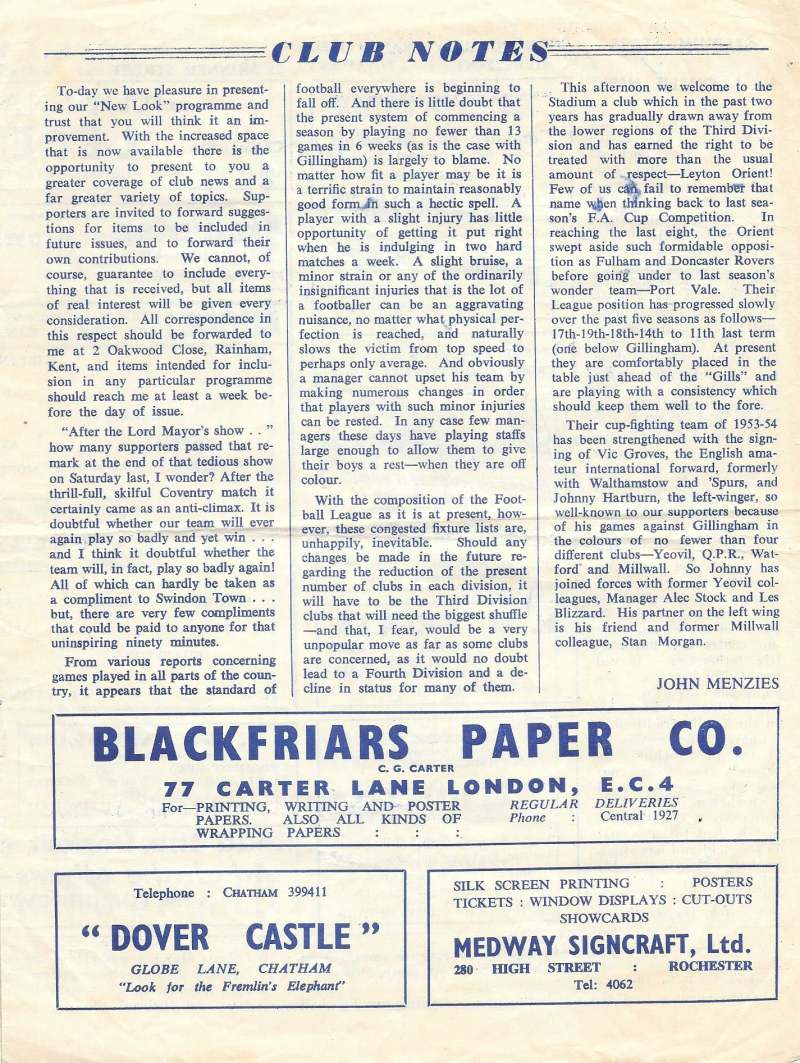 CLUB NOTES
To-day we have pleasure in present-
ing our "New Look" programme and
trust that you will think it an im-
provement. With the increased space
that is now available there is the
opportunity to present to you a
greater coverage of club news and a
far greater variety of topics. Sup-
porters are invited to forward sugges-
tions for items to be included in
future issues, and to forward their
own contributions. We cannot, of
course, guarantee to include every-
thing that is received, but all items
of real interest will be given every
consideration. All correspondence in
this respect should be forwarded to
me at 2 Oakwood Close, Rainham,
Kent, and items intended for inclu-
sion in any particular programme
should reach me at least a week be-
fore the day of issue.
"After the Lord Mayor's show . . "
how many supporters passed that re-
mark at the end of that tedious show
on Saturday last, I wonder? After the
thrill-full, skilful Coventry match it
certainly came as an anti-climax. It is
doubtful whether our team will ever
again play so badly and yet win . . .
and I think it doubtful whether the
team will, in fact, play so badly again!
All of which can hardly be taken as
a compliment to Swindon Town . . .
but, there are very few compliments
that could be paid to anyone for that
uninspiring ninety minutes.
From various reports concerning
games played in all parts of the coun-
try, it appears that the standard of
football everywhere is beginning to
fall off. And there is little doubt that
the present system of commencing a
season by playing no fewer than 13
games in 6 weeks (as is the case with
Gillingham) is largely to blame. No
matter how fit a player may be it is
a terrific strain to maintain reasonably
good form in such a hectic spell. A
player with a slight injury has little
opportunity of getting it put right
when he is indulging in two hard
matches a week. A slight bruise, a
minor strain or any of the ordinarily
insignificant injuries that is the lot of
a footballer can be an aggravating
nuisance, no matter what physical per-
fection is reached, and naturally
slows the victim from top speed to
perhaps only average. And obviously
a manager cannot upset his team by
making numerous changes in order
that players with such minor injuries
can be rested. In any case few man-
agers these days have playing staffs
large enough to allow them to give
their boys a rest—when they are off
colour.
With the composition of the Foot-
ball League as it is at present, how-
ever, these congested fixture lists are,
unhappily, inevitable. Should any
changes be made in the future re-
garding the reduction of the present
number of clubs in each division, it
will have to be the Third Division
clubs that will need the biggest shuffle
—and that, I fear, would be a very
unpopular move as far as some clubs
are concerned, as it would no doubt
lead to a Fourth Division and a de-
cline in status for many of them.
This afternoon we welcome to the
Stadium a club which in the past two
years has gradually drawn away from
the lower regions of the Third Divi-
sion and has earned the right to be
treated with more than the usual
amount of respect—Leyton Orient!
Few of us can fail to remember that
name when thinking back to last sea-
son's F.A. Cup Competition. In
reaching the last eight, the Orient
swept aside such formidable opposi-
tion as Fulham and Doncaster Rovers
before going under to last season's
wonder team—Port Vale. Their
League position has progressed slowly
over the past five seasons as follows—
17th-19th-18th-14th to 11th last term
(one below Gillingham). At present
they are comfortably placed in the
table just ahead of the "Gills" and
are playing with a consistency which
should keep them well to the fore.
Their cup-fighting team of 1953-54
has been strengthened with the sign-
ing of Vic Groves, the English ama-
teur international forward, formerly
with Walthamstow and 'Spurs, and
Johnny Hartburn, the left-winger, so
well-known to our supporters because
of his games against Gillingham in
the colours of no fewer than four
different clubs—Yeovil, Q.P.R., Wat-
ford and Millwall. So Johnny has
joined forces with former Yeovil col-
leagues, Manager Alec Stock and Les
Blizzard. His partner on the left wing
is his friend and former Millwall
colleague, Stan Morgan.
JOHN MENZIES
BLACKFRIARS PAPER CO.
C. G. CARTER
77 CARTER LANE LONDON, E.C.4
For—PRINTING, WRITING AND POSTER
PAPERS. ALSO ALL KINDS OF
WRAPPING PAPERS : : :
REGULAR DELIVERIES
Phone : Central 1927
Telephone : CHATHAM 399411
"DOVER CASTLE"
GLOBE LANE, CHATHAM
"Look for the Fremlin's Elephant"
SILK SCREEN PRINTING : POSTERS
TICKETS : WINDOW DISPLAYS : CUT-OUTS
SHOWCARDS
MEDWAY SIGNCRAFT, Ltd.
280 HIGH STREET : ROCHESTER
Tel: 4062